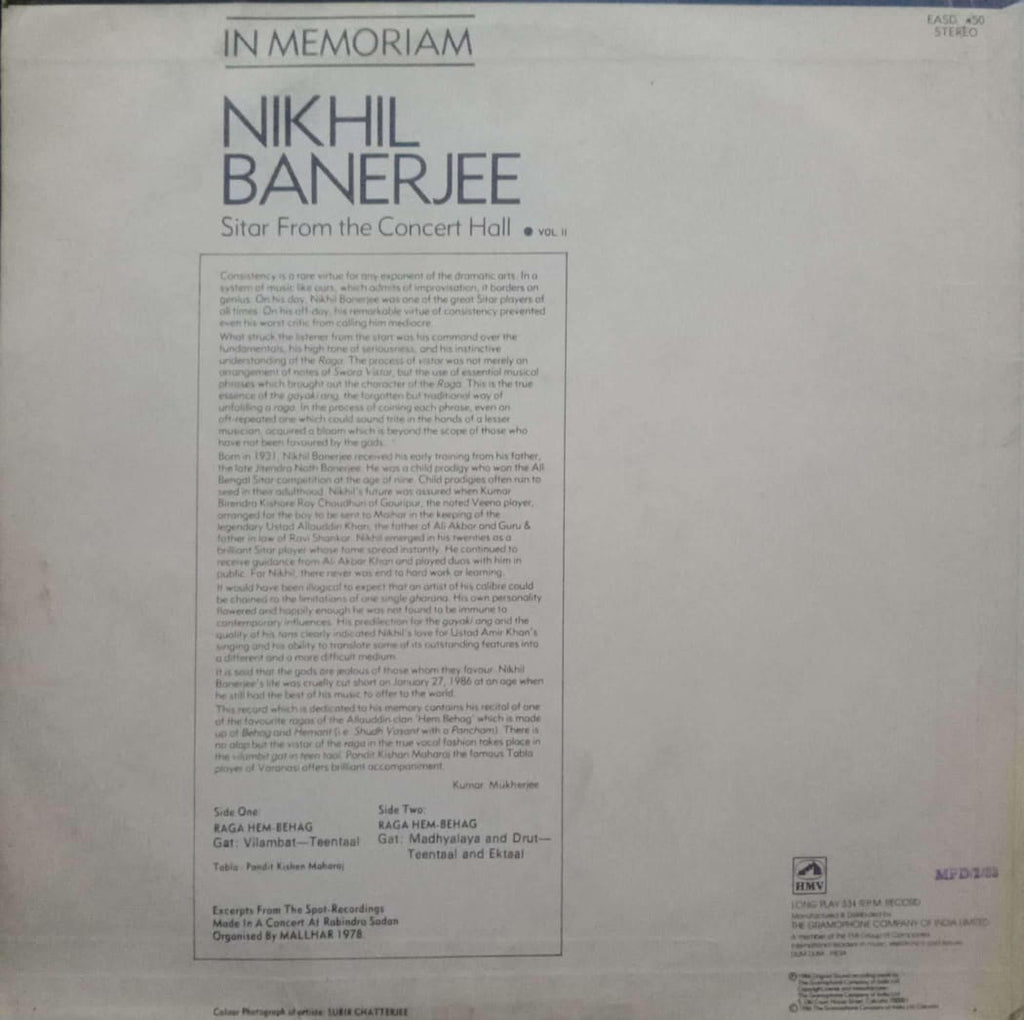 EASD
STEREO
IN MEMORIAM
NIKHIL
BANERJEE
Sitar From the Concert Hall • VOL II
Consistency is a rare virtue for any exponent of the dramatic arts. In a
system of music like ours, which admits of improvisation, it borders on
genius. On his day, Nikhil Banerjee was one of the great Sitar players of
all times. On his off-day, his remarkable virtue of consistency prevented
even his worst critic from calling him mediocre.
What struck the listener from the start was his command over the
fundamentals, his high tone of seriousness, and his instinctive
understanding of the Raga. The process of vistar was not merely an
arrangement of notes of Swara Vistar, but the use of essential musical
phrases which brought out the character of the Raga. This is the true
essence of the gayaki ang, the forgotten but traditional way of
unfolding a raga. In the process of coining each phrase, even an
oft-repeated one which could sound trite in the hands of a lesser
musician, acquired a bloom which is beyond the scope of those who
have not been favoured by the gods.
Born in 1931, Nikhil Banerjee received his early training from his father,
the late Jitendra Nath Banerjee. He was a child prodigy who won the All
Bengal Sitar competition at the age of nine. Child prodigies often run to
seed in their adulthood. Nikhil's future was assured when Kumar
Birendra Kishore Roy Choudhuri of Gouripur, the noted Veena player,
arranged for the boy to be sent to Maihar in the keeping of the
legendary Ustad Allauddin Khan, the father of Ali Akbar and Guru &
father in law of Ravi Shankar. Nikhil emerged in his twenties as a
brilliant Sitar player whose fame spread instantly. He continued to
receive guidance from Ali Akbar Khan and played duos with him in
public. For Nikhil, there never was end to hard work or learning.
It would have been illogical to expect that an artist of his calibre could
be chained to the limitations of one single gharana. His own personality
flowered and happily enough he was not found to be immune to
contemporary influences. His predilection for the gayaki ang and the
quality of his tans clearly indicated Nikhil's love for Ustad Amir Khan's
singing and his ability to translate some of its outstanding features into
a different and a more difficult medium.
It is said that the gods are jealous of those whom they favour. Nikhil
Banerjee's life was cruelly cut short on January 27, 1986 at an age when
he still had the best of his music to offer to the world.
This record which is dedicated to his memory contains his recital of one
of the favourite ragas of the Allauddin clan 'Hem Behag' which is made
up of Behag and Hemant (i.e. Shudh Vasant with a Pancham). There is
no alap but the vistar of the raga in the true vocal fashion takes place in
the vilambit gat in teen taal. Pandit Kishan Maharaj the famous Tabla
player of Varanasi offers brilliant accompaniment.
Kumar Mukherjee
Side One:
RAGA HEM-BEHAG
Gat: Vilambat—Teentaal
Tabla: Pandit Kishen Maharaj
Side Two:
RAGA HEM-BEHAG
Gat: Madhyalaya and Drut—
Teentaal and Ektaal
Excerpts From The Spot-Recordings
Made In A Concert At Rabindra Sadan
Organised By MALLHAR 1978.
Colour Photograph of artiste: SUBIR CHATTERJEE
HMV
MFD/2/88
LONG PLAY 33⅓ R.P.M. RECORD
Manufactured & Distributed by
THE GRAMOPHONE COMPANY OF INDIA LIMITED
A member of the EMI Group of Companies
International leaders in music, electronics and leisure
DUM DUM INDIA